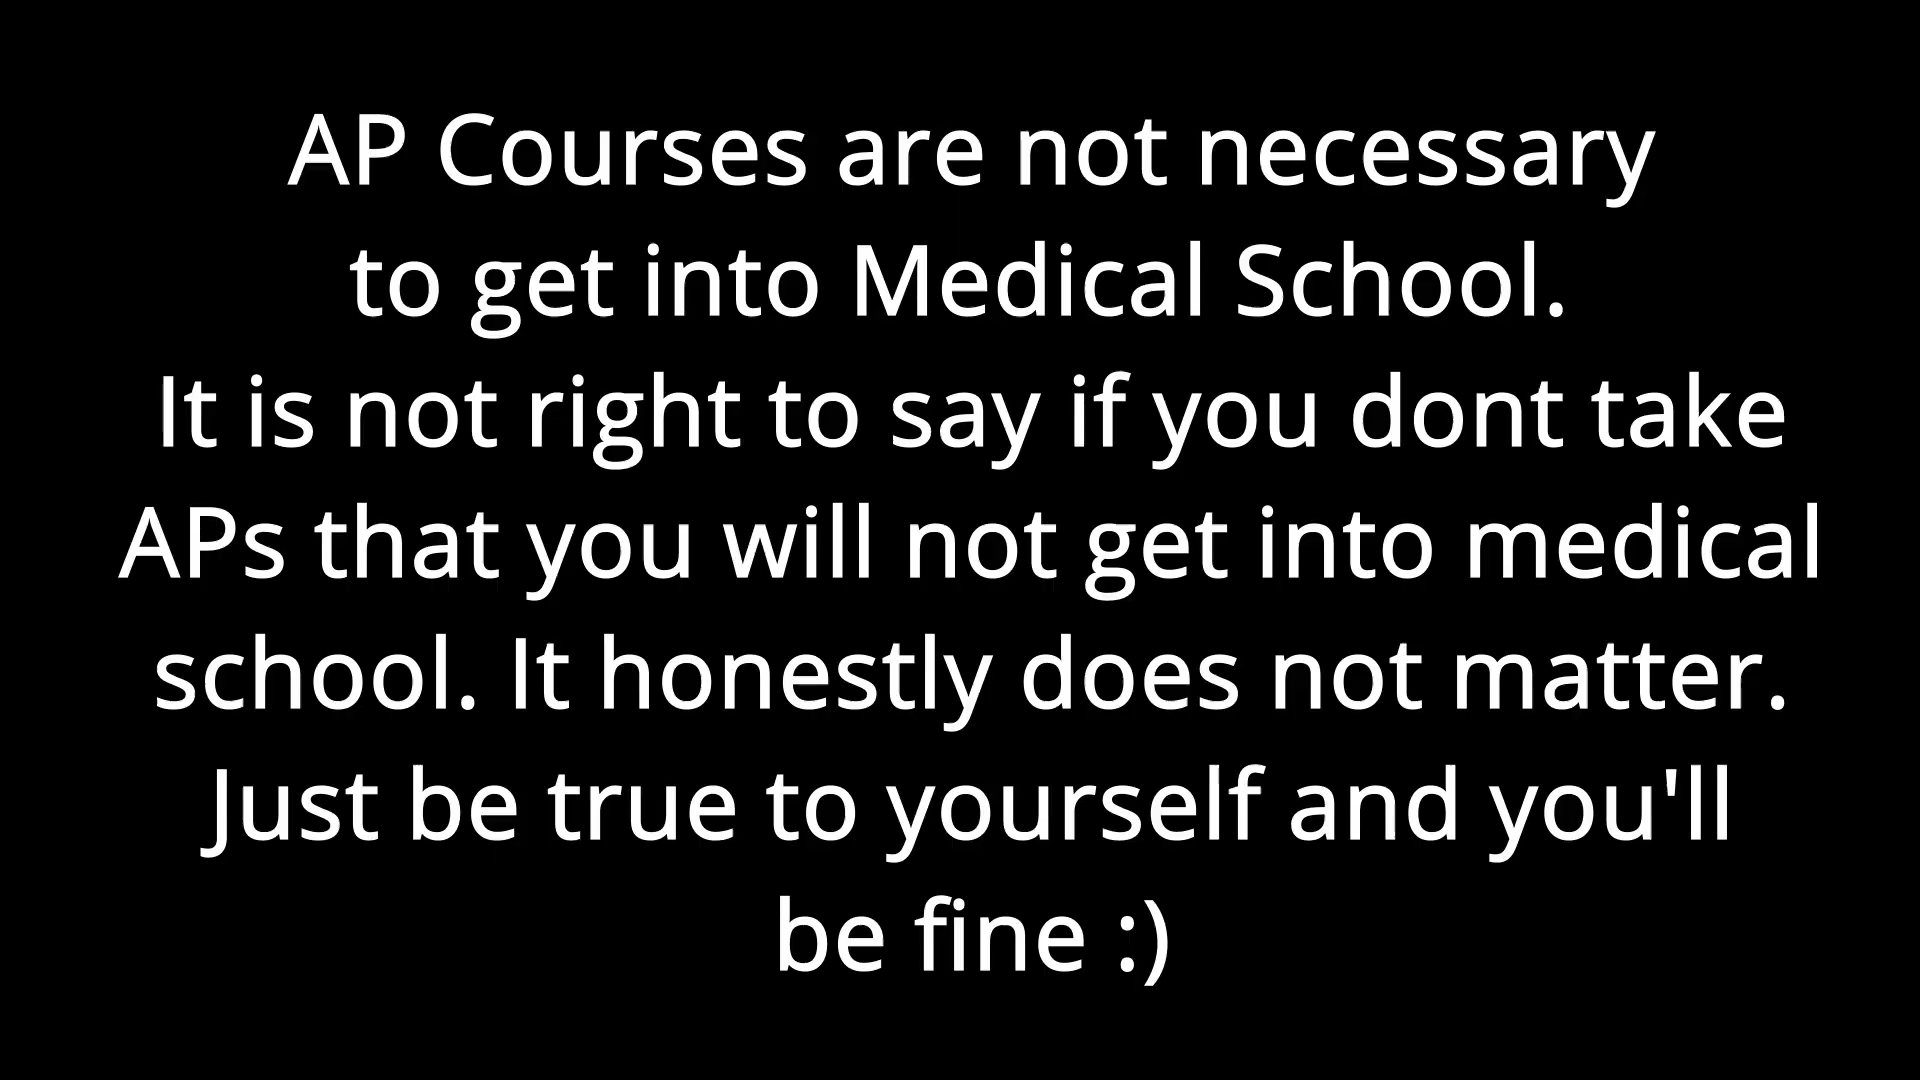 AP Courses are not necessary
to get into Medical School.
It is not right to say if you dont take
APs that you will not get into medical
school. It honestly does not matter.
Just be true to yourself and you'll
be fine :)